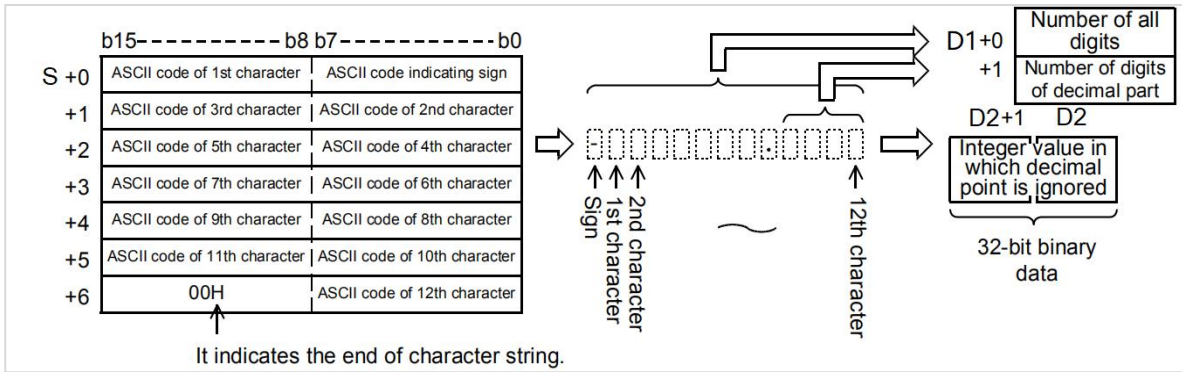 b15 b8 b7 b0
S +0 ASCII code of 1st character ASCII code indicating sign
+1 ASCII code of 3rd character ASCII code of 2nd character
+2 ASCII code of 5th character ASCII code of 4th character
+3 ASCII code of 7th character ASCII code of 6th character
+4 ASCII code of 9th character ASCII code of 8th character
+5 ASCII code of 11th character ASCII code of 10th character
+6 00H ASCII code of 12th character
It indicates the end of character string.
- .
Sign
1st character
2nd character
12th character
D1+0 Number of all
digits
+1 Number of digits
of decimal part
D2+1 D2
Integer value in
which decimal
point is ignored
32-bit binary
data